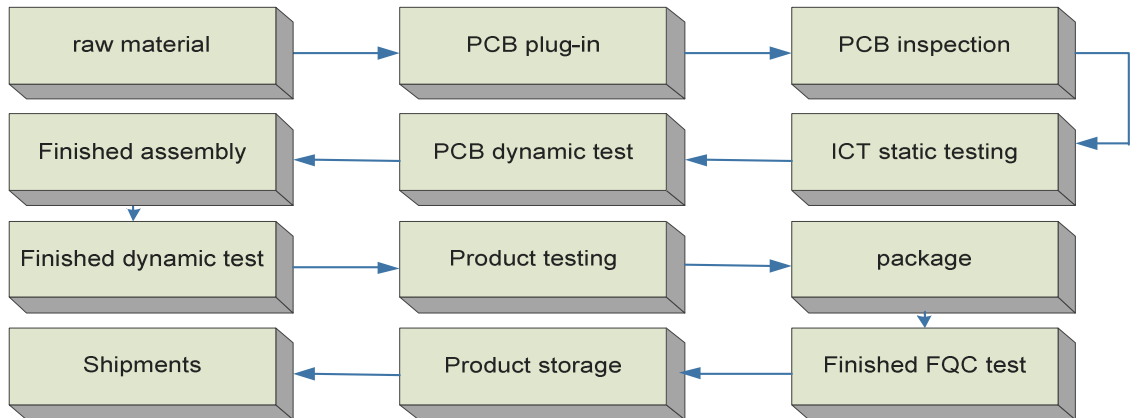 raw material
PCB plug-in
PCB inspection
ICT static testing
PCB dynamic test
Finished assembly
Finished dynamic test
Product testing
package
Finished FQC test
Product storage
Shipments